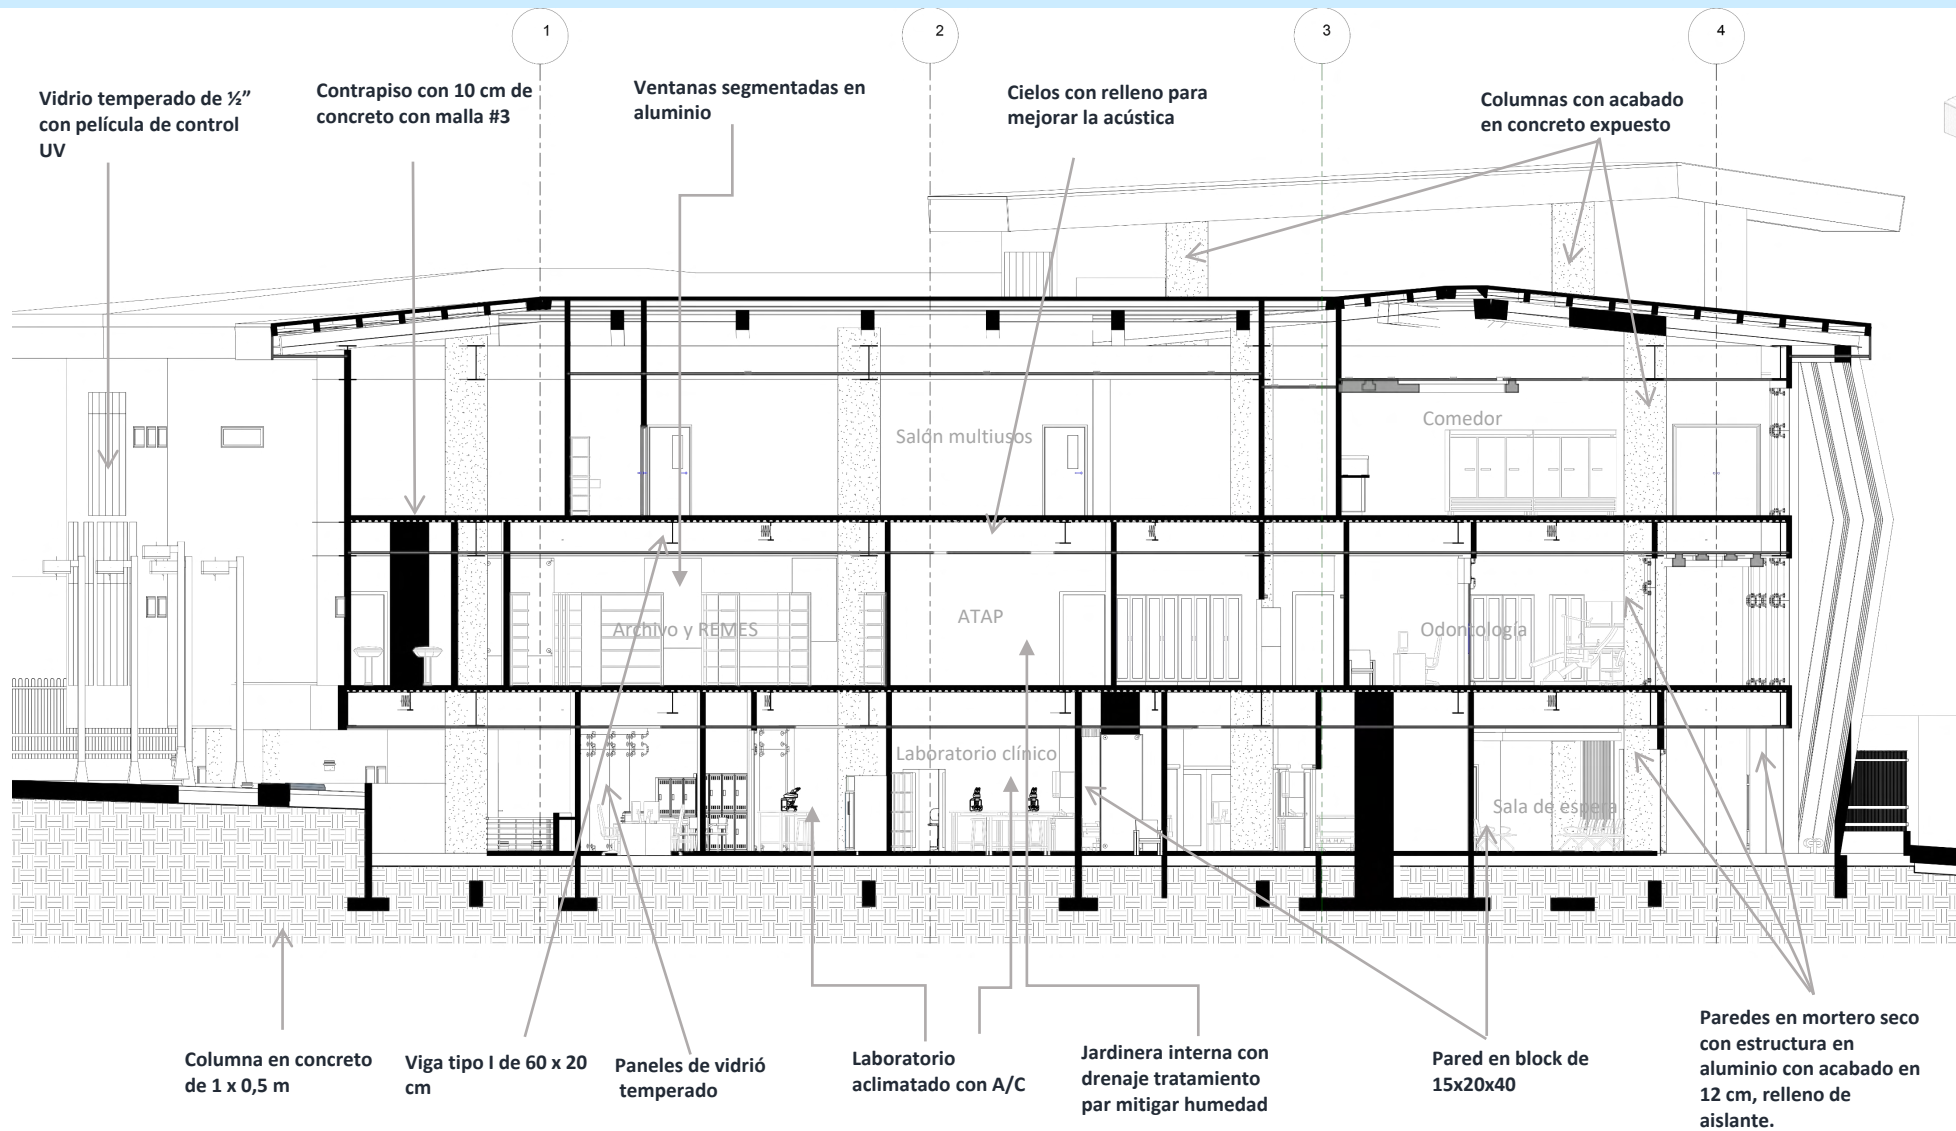 1
2
3
4
Vidrio temperado de ½”
con película de control
UV
Contrapiso con 10 cm de
concreto con malla #3
Ventanas segmentadas en
aluminio
Cielos con relleno para
mejorar la acústica
Columnas con acabado
en concreto expuesto
Salón multiusos
Comedor
Archivo y REMES
ATAP
Odontología
Laboratorio clínico
Sala de espera
Columna en concreto
de 1 x 0,5 m
Viga tipo I de 60 x 20
cm
Paneles de vidrió
temperado
Laboratorio
aclimatado con A/C
Jardinera interna con
drenaje tratamiento
par mitigar humedad
Pared en block de
15x20x40
Paredes en mortero seco
con estructura en
aluminio con acabado en
12 cm, relleno de
aislante.